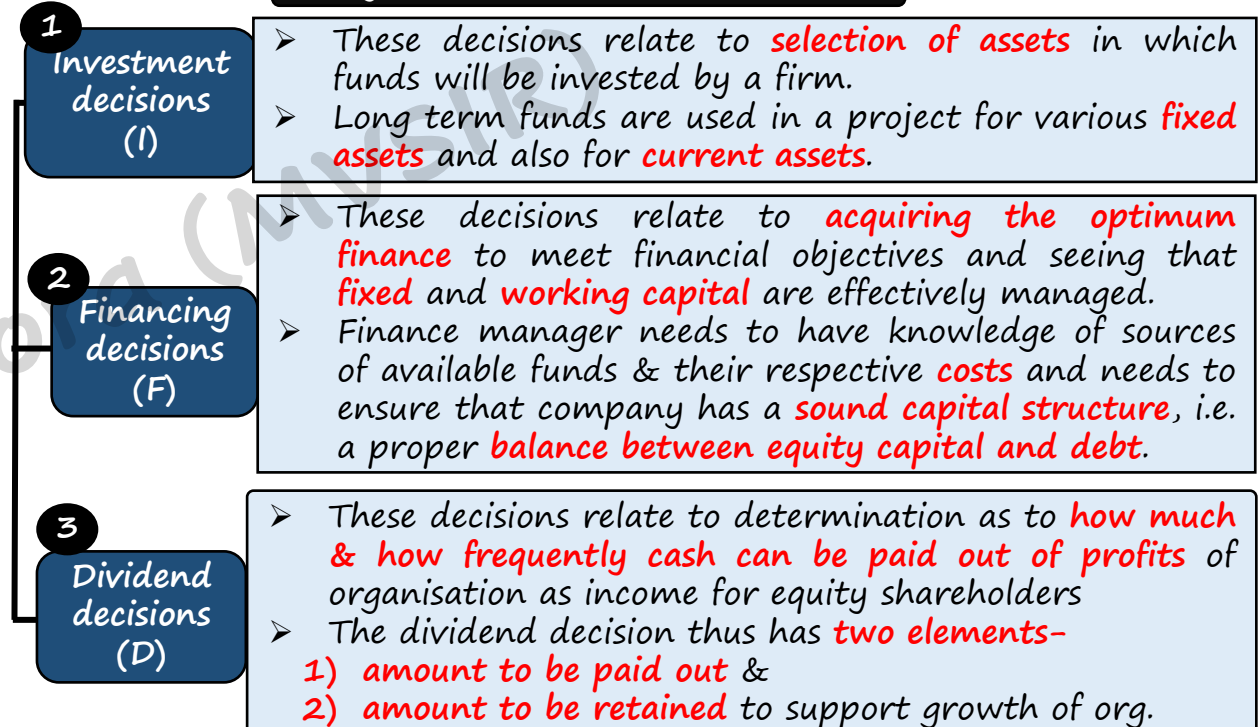 1
Investment
decisions
(I)
➢ These decisions relate to selection of assets in which
funds will be invested by a firm.
➢ Long term funds are used in a project for various fixed
assets and also for current assets.
2
Financing
decisions
(F)
➢ These decisions relate to acquiring the optimum
finance to meet financial objectives and seeing that
fixed and working capital are effectively managed.
➢ Finance manager needs to have knowledge of sources
of available funds & their respective costs and needs to
ensure that company has a sound capital structure, i.e.
a proper balance between equity capital and debt.
3
Dividend
decisions
(D)
➢ These decisions relate to determination as to how much
& how frequently cash can be paid out of profits of
organisation as income for equity shareholders
➢ The dividend decision thus has two elements-
1) amount to be paid out &
2) amount to be retained to support growth of org.
(MVSIR)